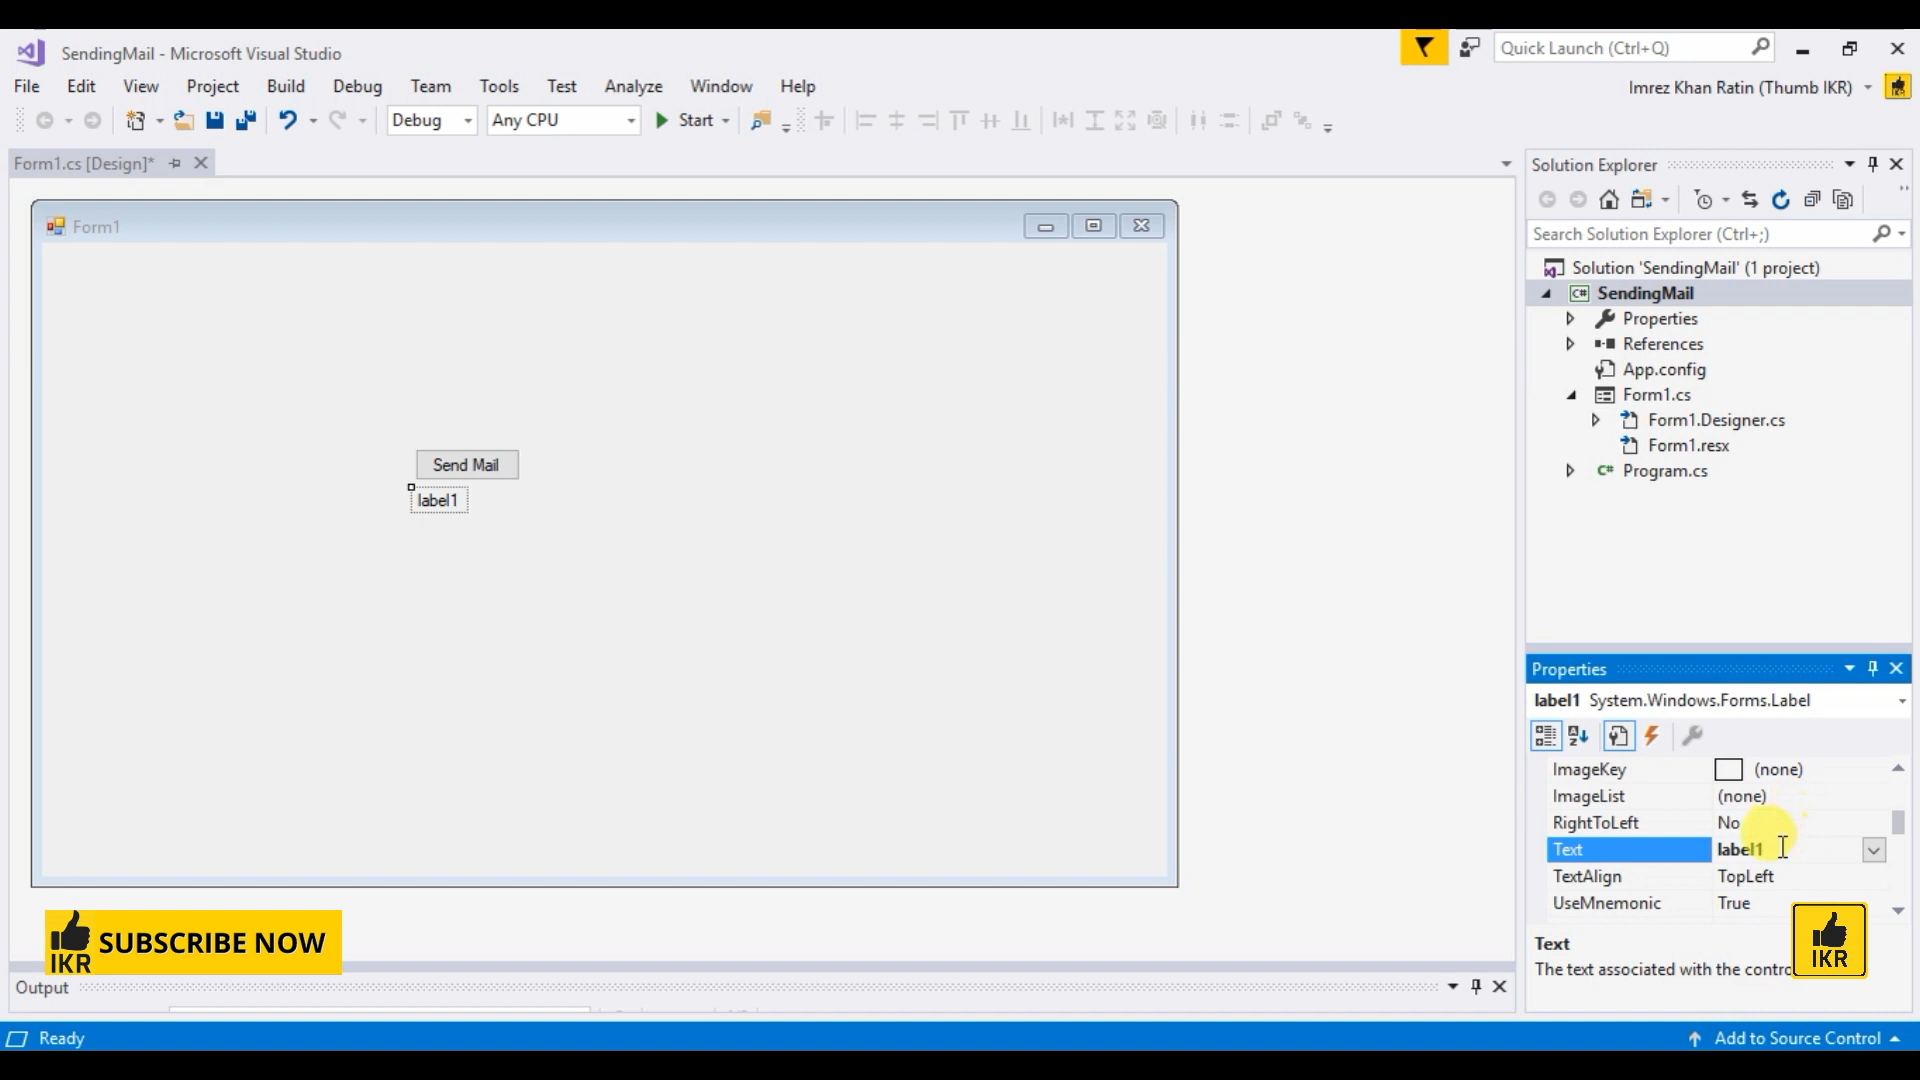 SendingMail - Microsoft Visual Studio
Quick Launch (Ctrl+Q)
File Edit View Project Build Debug Team Tools Test Analyze Window Help
Imrez Khan Ratin (Thumb IKR)
Debug Any CPU Start
Form1.cs [Design]*
Form1
Send Mail
label1
Solution Explorer
Search Solution Explorer (Ctrl+;)
Solution 'SendingMail' (1 project)
C# SendingMail
Properties
References
App.config
Form1.cs
Form1.Designer.cs
Form1.resx
C# Program.cs
Properties
label1 System.Windows.Forms.Label
ImageKey (none)
ImageList (none)
RightToLeft No
Text label1
TextAlign TopLeft
UseMnemonic True
Text
The text associated with the contro
IKR
SUBSCRIBE NOW
IKR
Output
Ready
Add to Source Control